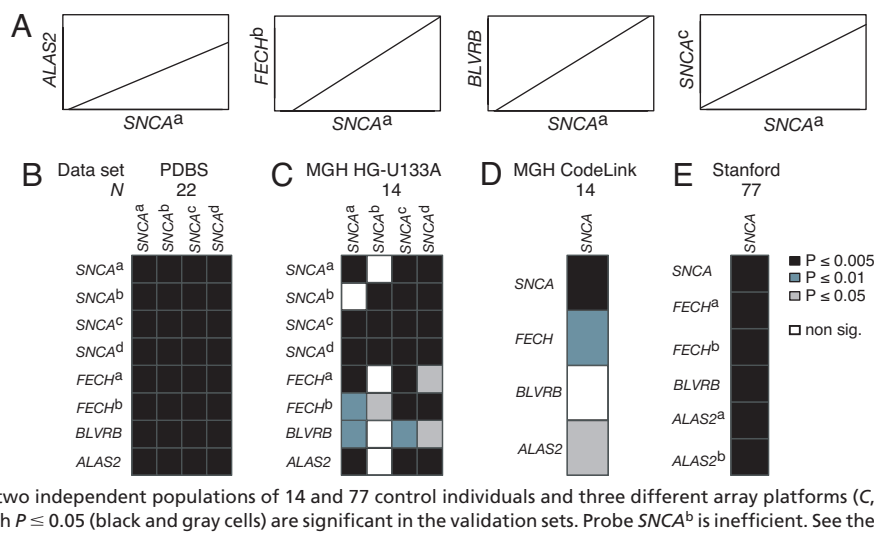 A
ALAS2
SNCAa
FECHb
SNCAa
BLVRB
SNCAa
SNCAc
SNCAa
B Data set PDBS
N 22
SNCAa SNCAb SNCAc SNCAd
SNCAa
SNCAb
SNCAc
SNCAd
FECHa
FECHb
BLVRB
ALAS2
C MGH HG-U133A
14
SNCAa SNCAb SNCAc SNCAd
SNCAa
SNCAb
SNCAc
SNCAd
FECHa
FECHb
BLVRB
ALAS2
D MGH CodeLink
14
SNCA
SNCA
FECH
BLVRB
ALAS2
E Stanford
77
SNCA
SNCA
FECHa
FECHb
BLVRB
ALAS2a
ALAS2b
P ≤ 0.005
P ≤ 0.01
P ≤ 0.05
non sig.
two independent populations of 14 and 77 control individuals and three different array platforms (C,
h P ≤ 0.05 (black and gray cells) are significant in the validation sets. Probe SNCAb is inefficient. See the